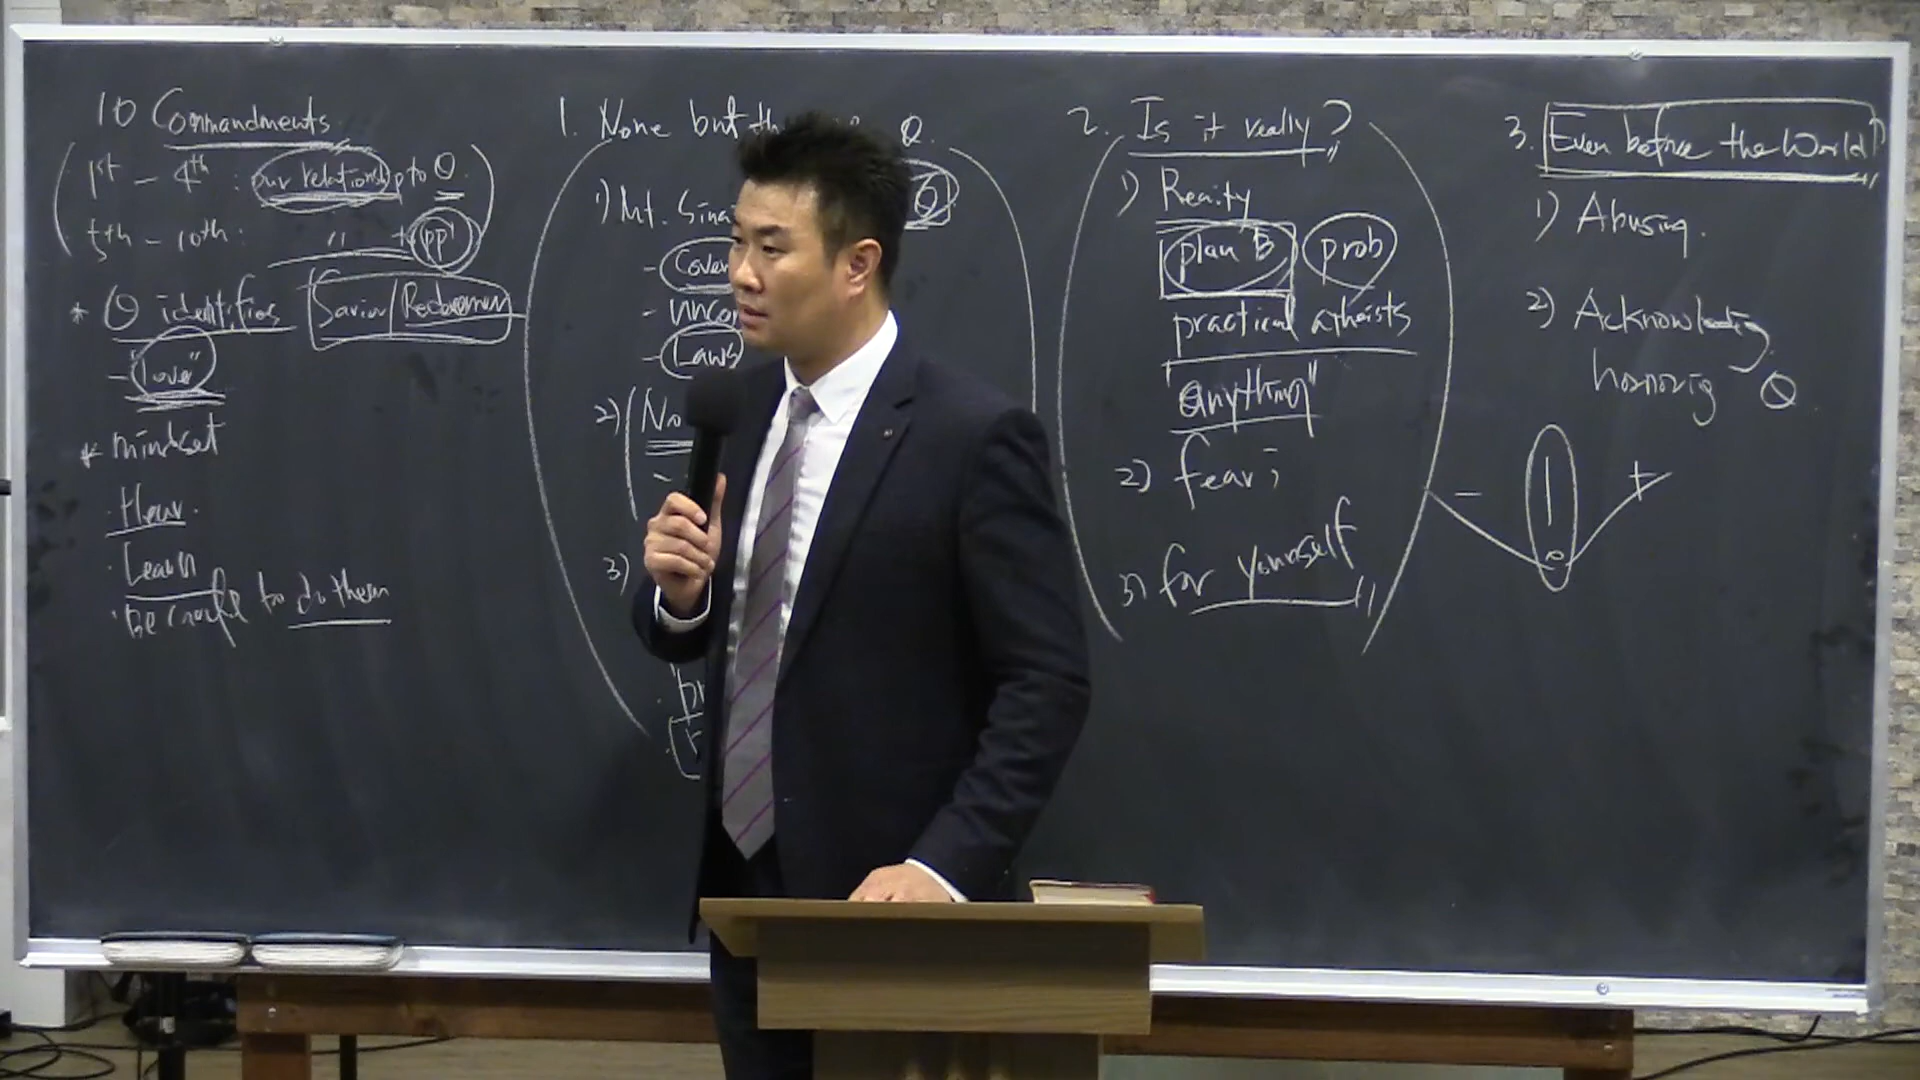 10 Commandments
1st - 4th : our relationship to Θ
5th - 10th : " + ppl
* Θ identifies Savior/Redeemer
- "love"
* mindset
· Hear.
· Learn
· Be careful to do them
1. None but Θ.
1) Mt. Sinai Θ
-
- uncon
- Laws
2) No
3)
2. Is it really?
1) Reality
plan B prob
practical atheists
"anything"
2) fear;
3) for yourself
3. Even before the World
1) Abusing.
2) Acknowledging
honoring Θ
- | +